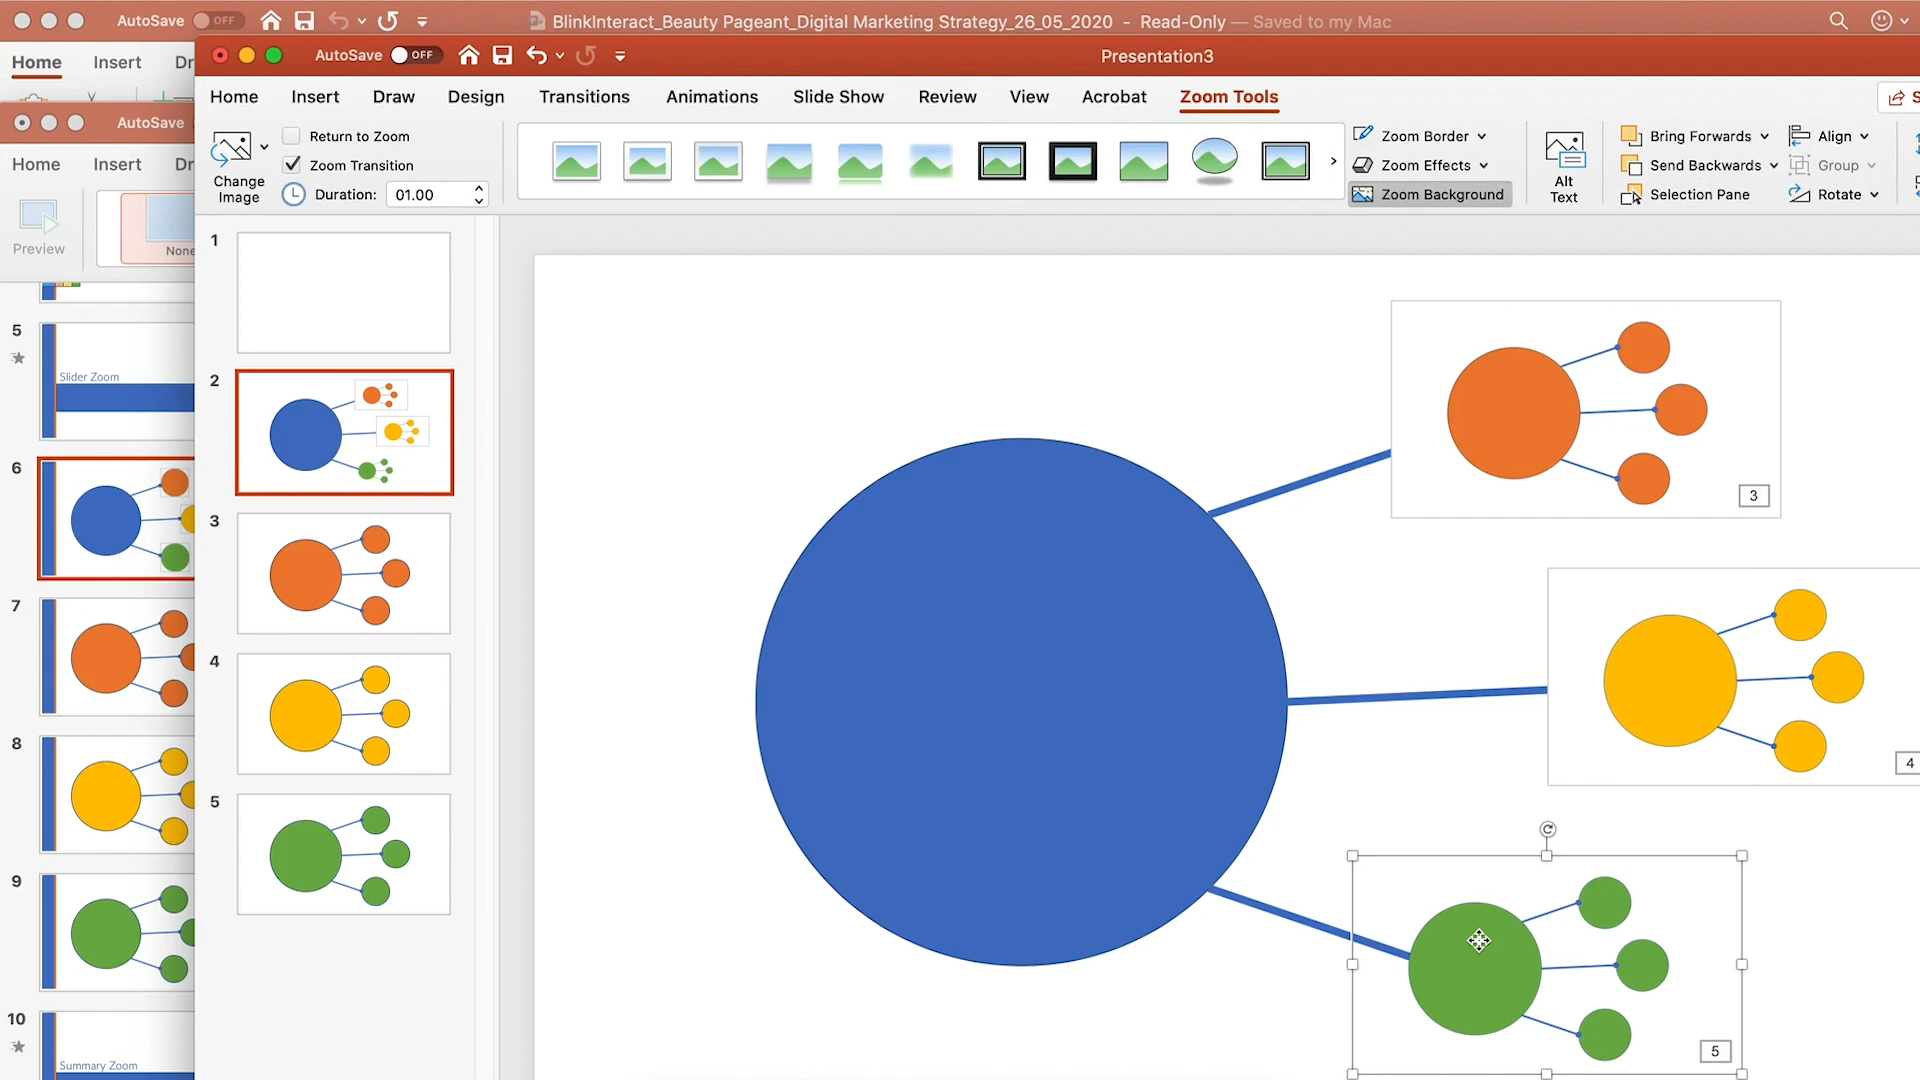 AutoSave OFF
BlinkInteract_Beauty Pageant_Digital Marketing Strategy_26_05_2020 - Read-Only — Saved to my Mac
Home Insert
AutoSave OFF
Presentation3
Home Insert Draw Design Transitions Animations Slide Show Review View Acrobat Zoom Tools
AutoSave
Home Insert
Preview
None
Change Image
Return to Zoom
Zoom Transition
Duration: 01.00
Zoom Border
Zoom Effects
Zoom Background
Alt Text
Bring Forwards
Send Backwards
Selection Pane
Align
Group
Rotate
5
Slider Zoom
6
7
8
9
10
Summary Zoom
1
2
3
4
5
3
4
5